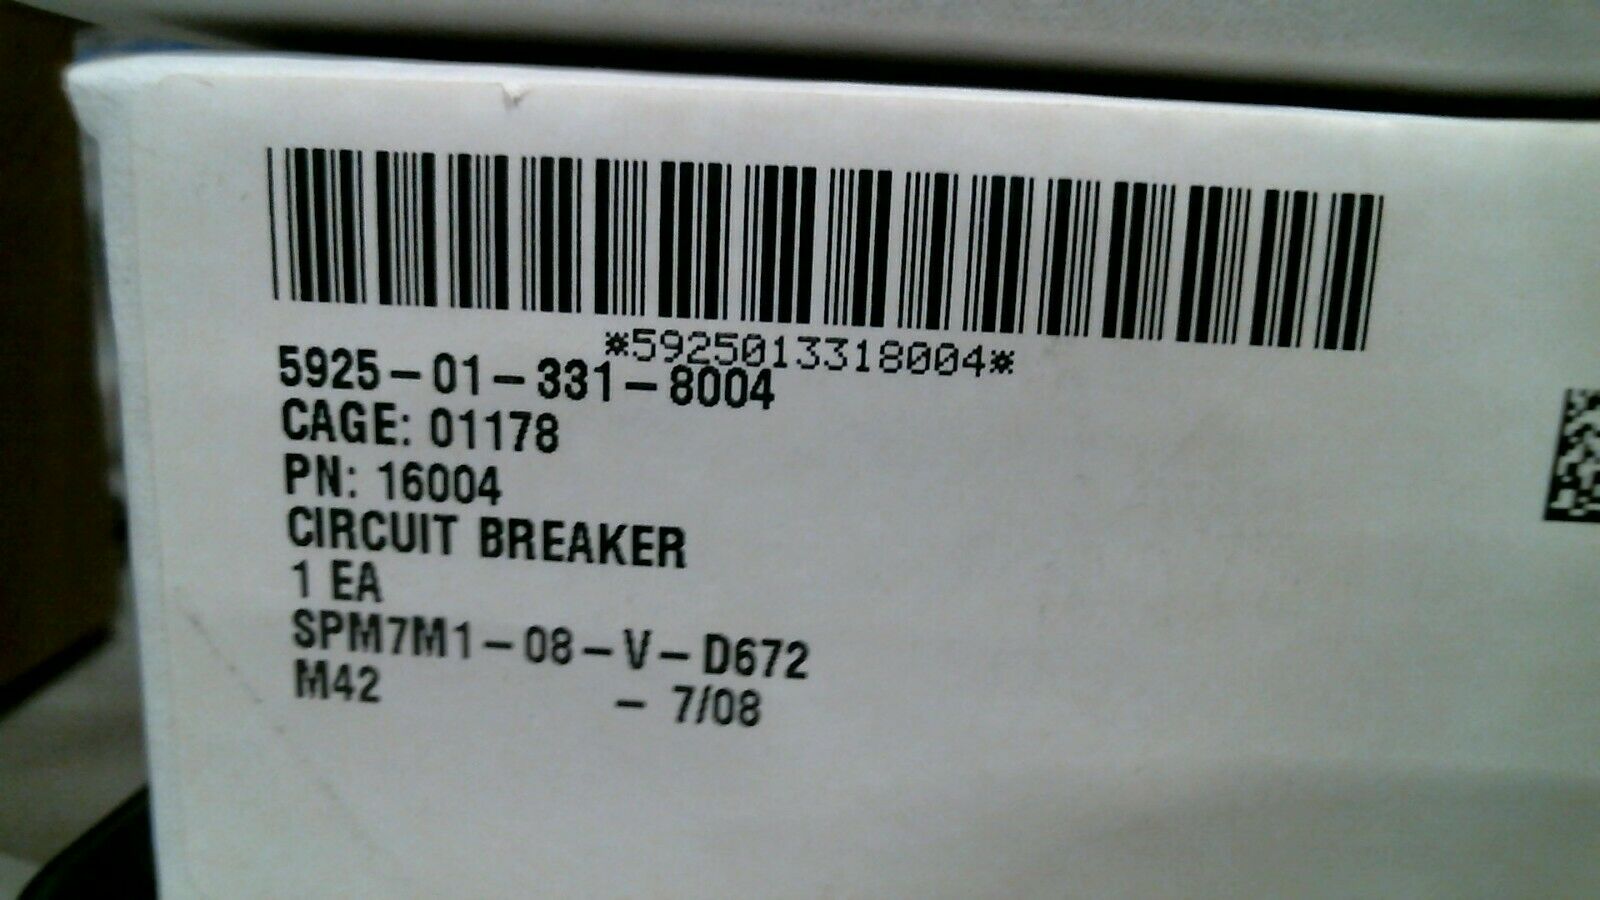 *5925013318004*
5925-01-331-8004
CAGE: 01178
PN: 16004
CIRCUIT BREAKER
1 EA
SPM7M1-08-V-D672
M42 - 7/08